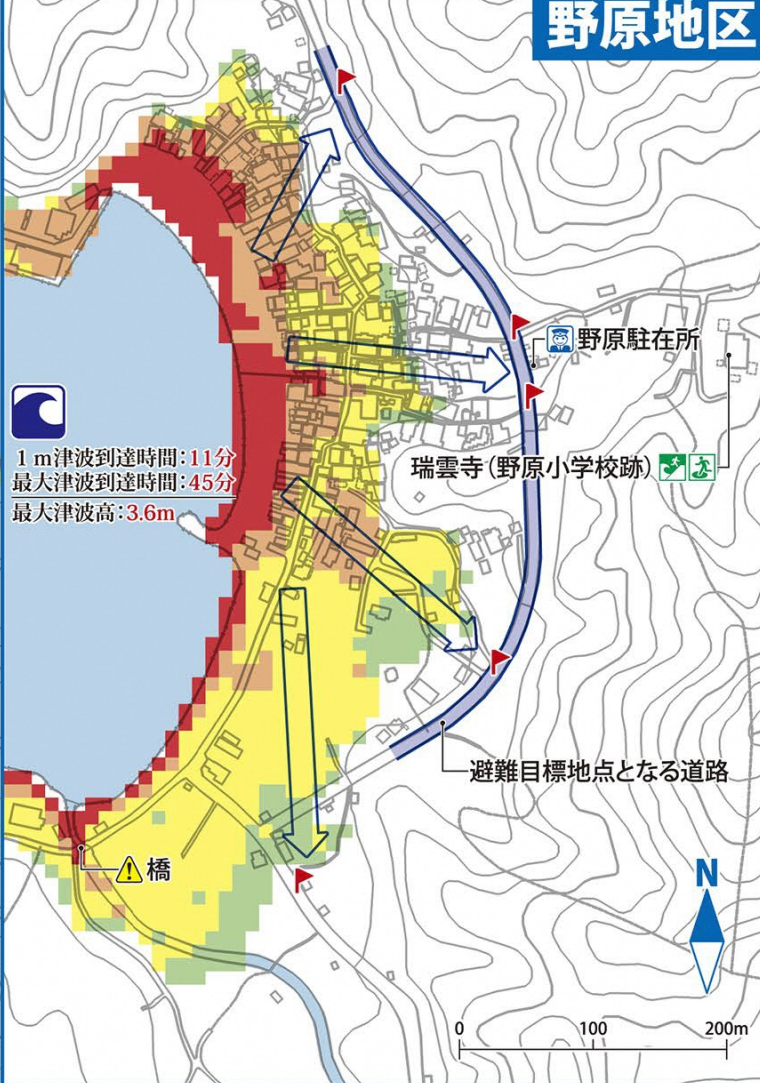 野原地区
野原駐在所
1m津波到達時間:11分
最大津波到達時間:45分
最大津波高:3.6m
瑞雲寺(野原小学校跡)
避難目標地点となる道路
橋
N
0 100 200m